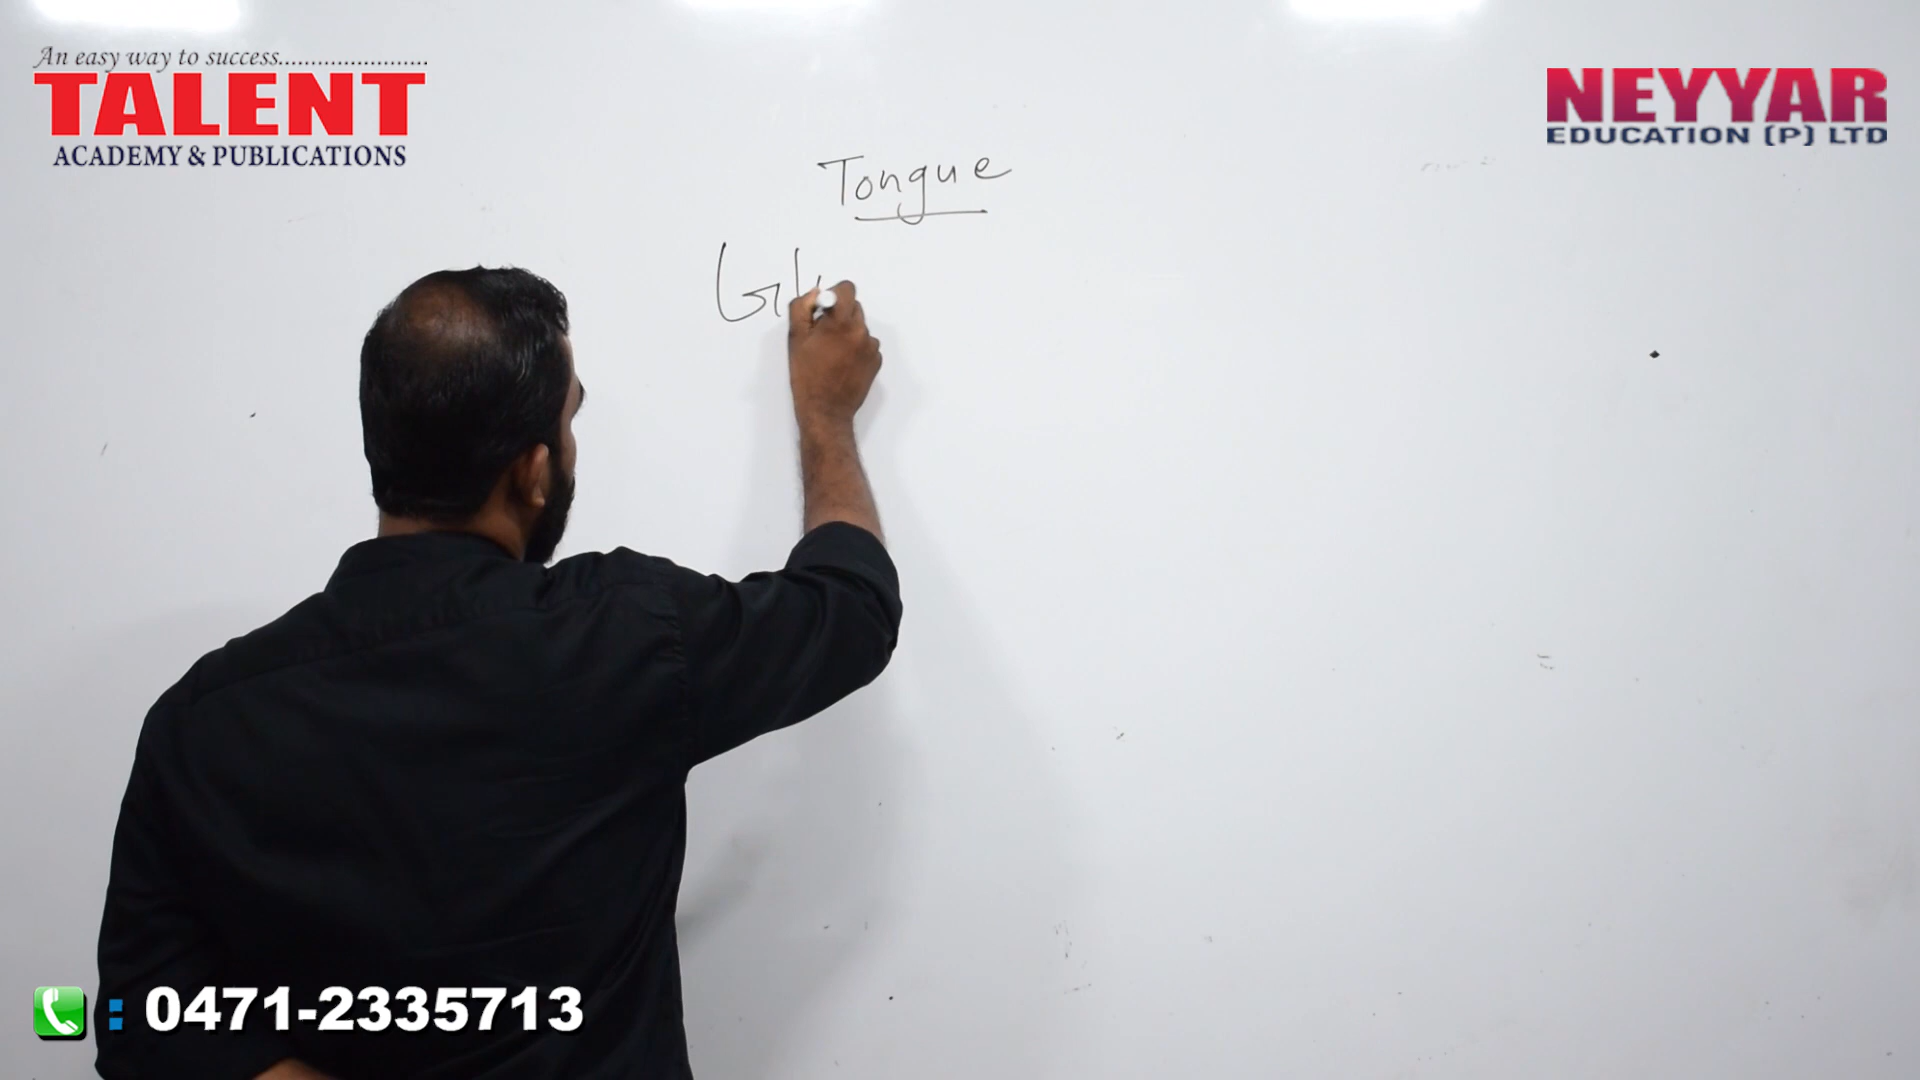 An easy way to success.......................
TALENT
ACADEMY & PUBLICATIONS
NEYYAR
EDUCATION (P) LTD
Tongue
: 0471-2335713